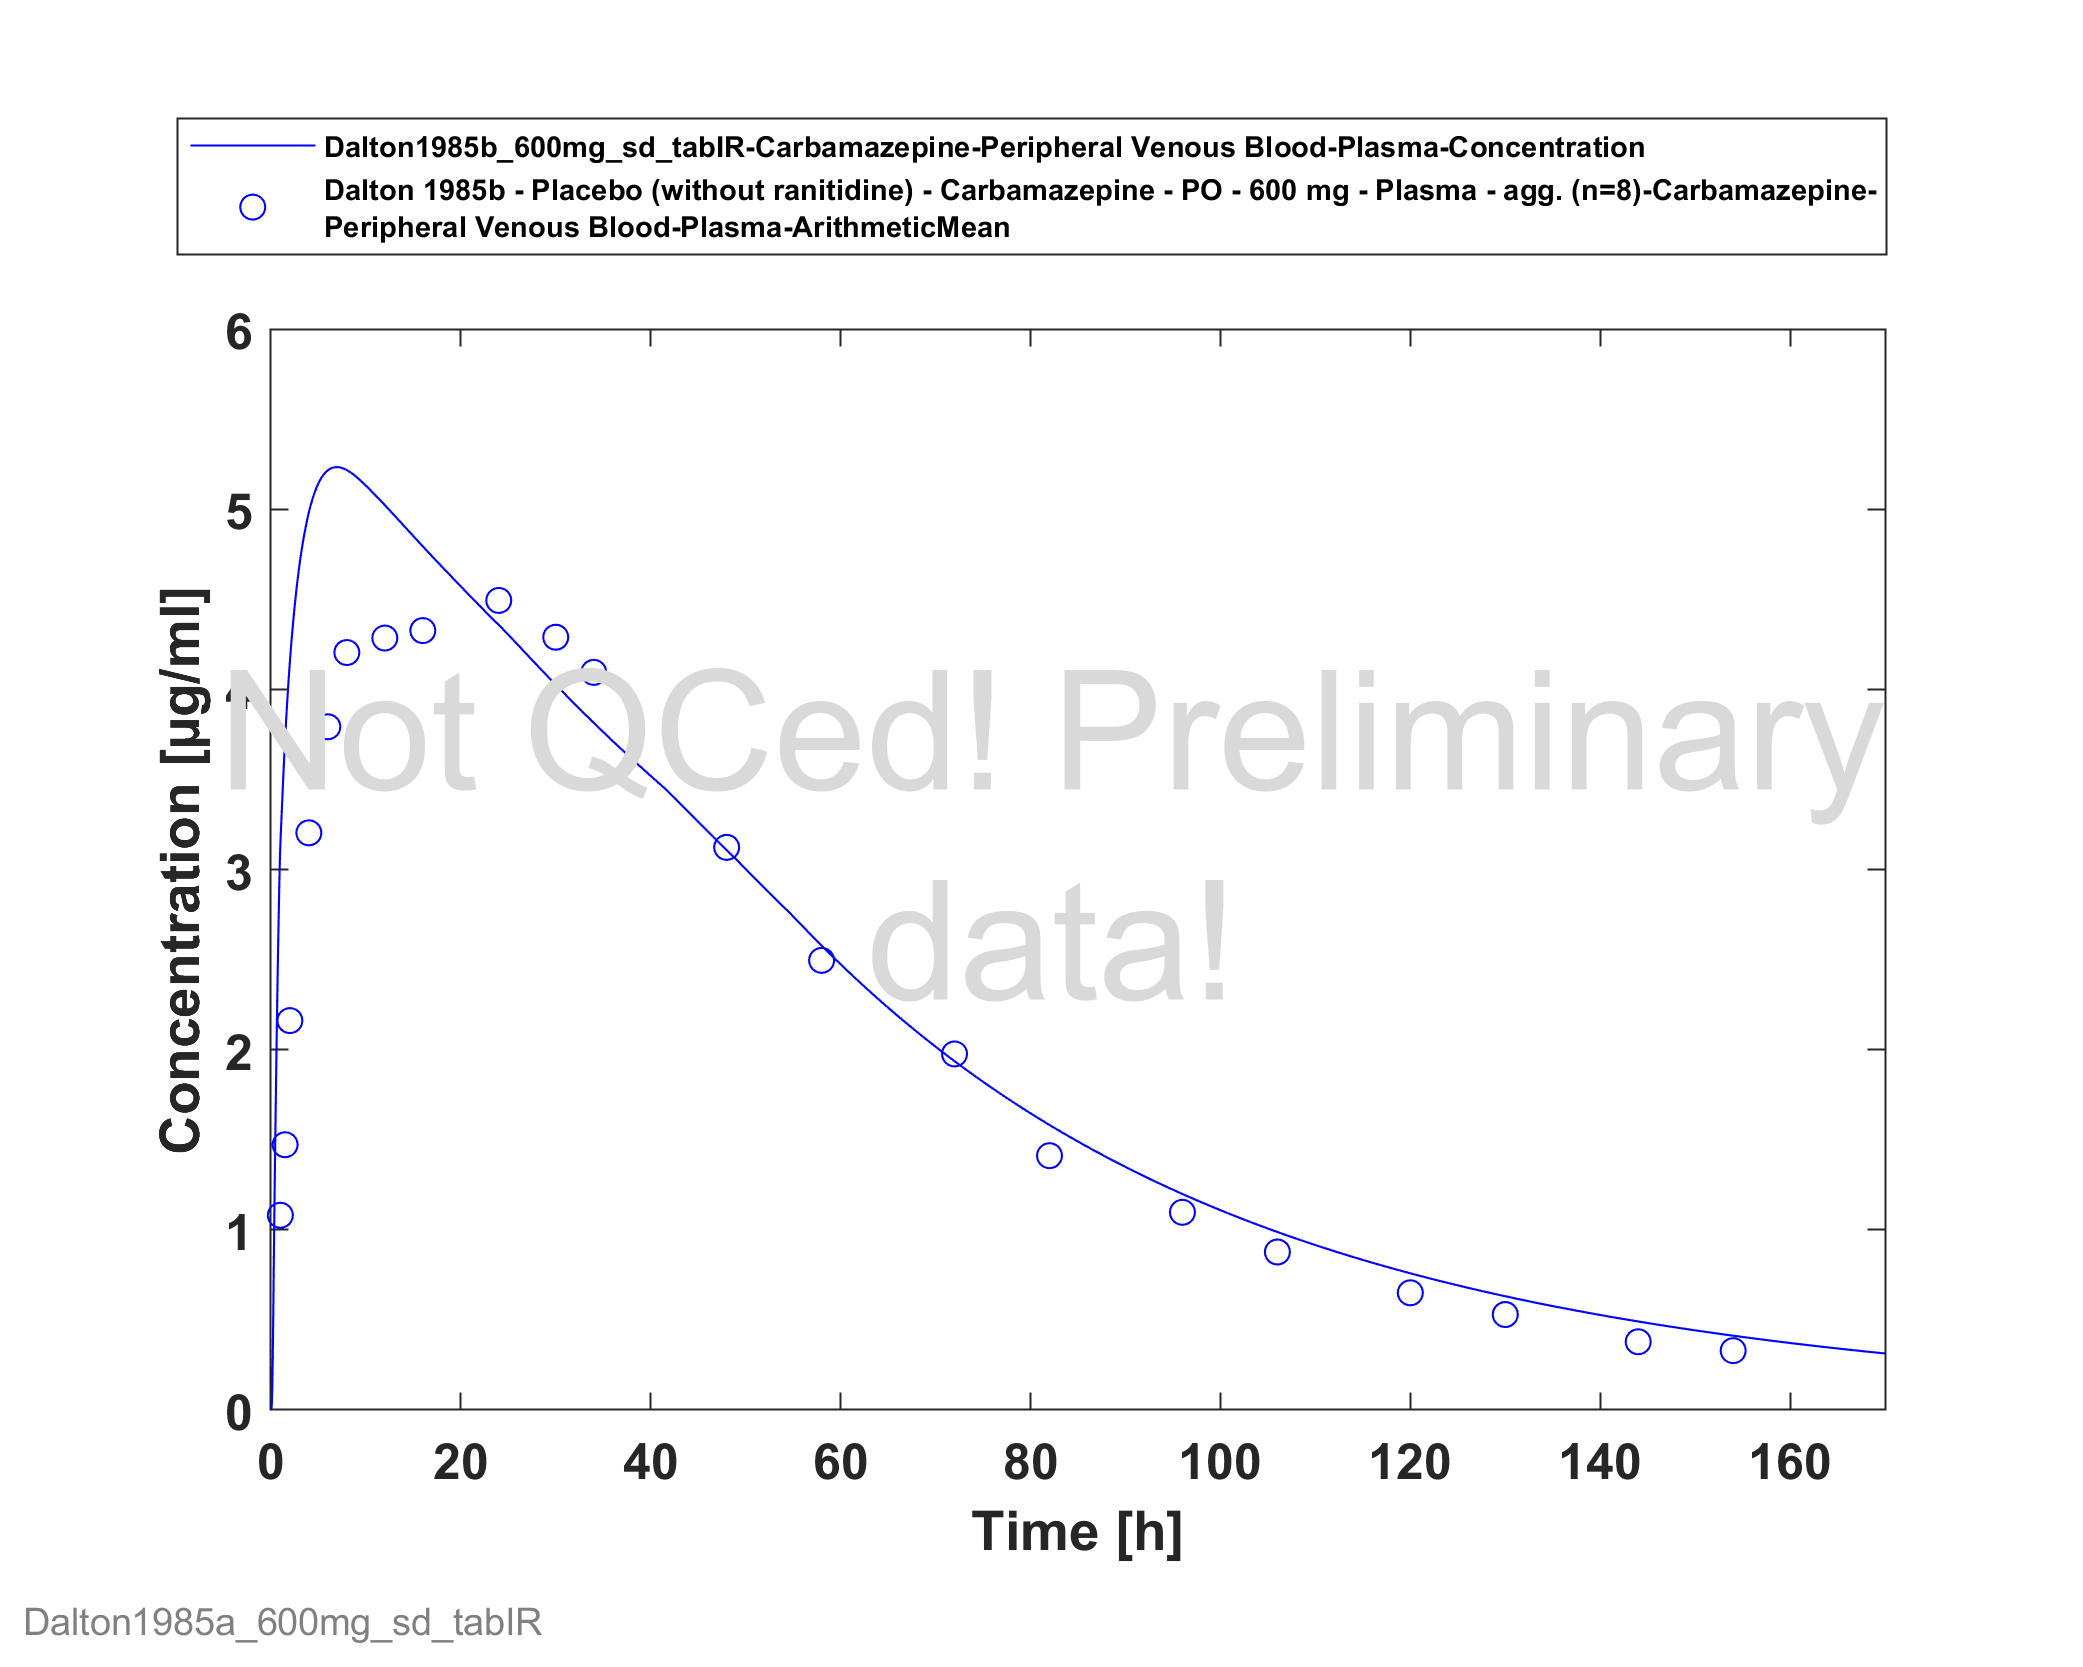 Dalton1985b_600mg_sd_tabIR-Carbamazepine-Peripheral Venous Blood-Plasma-Concentration
Dalton 1985b - Placebo (without ranitidine) - Carbamazepine - PO - 600 mg - Plasma - agg. (n=8)-Carbamazepine-
Peripheral Venous Blood-Plasma-ArithmeticMean
6
5
4
3
2
1
0
Concentration [µg/ml]
Not QCed! Preliminary
data!
0 20 40 60 80 100 120 140 160
Time [h]
Dalton1985a_600mg_sd_tabIR